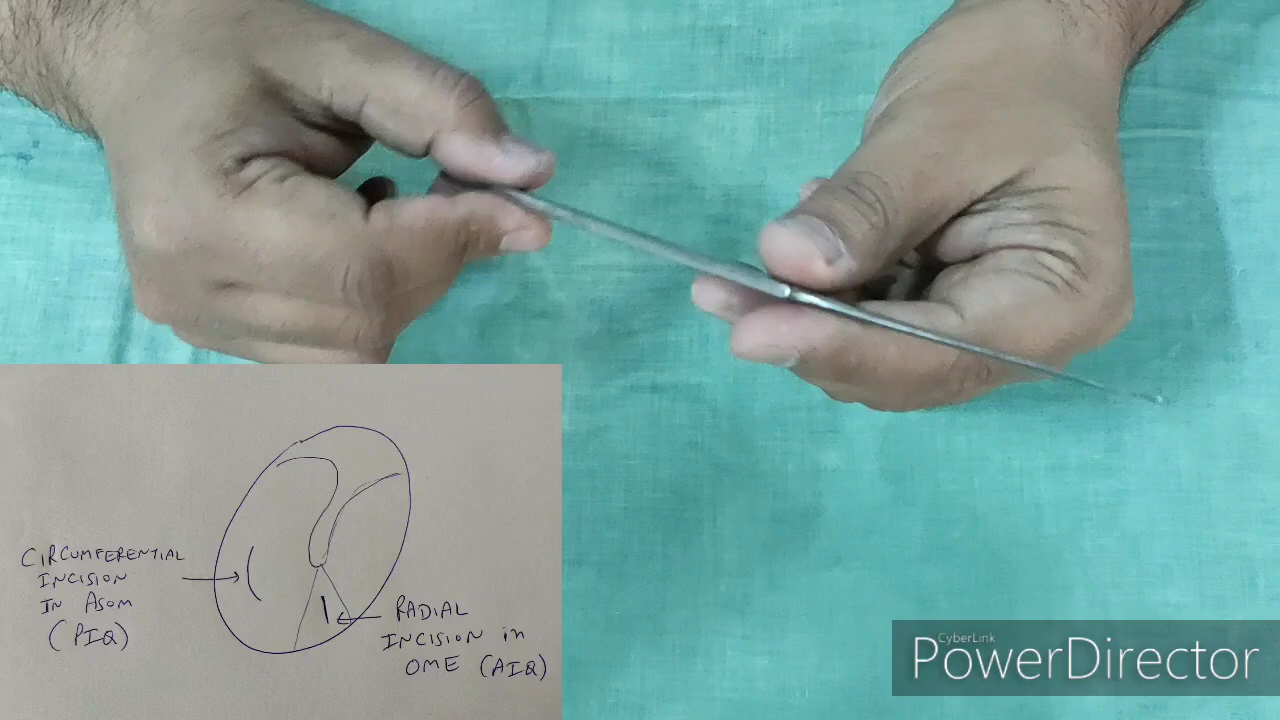 CIRCUMFERENTIAL
INCISION
IN ASOM
(PIQ)
RADIAL
INCISION in
OME (AIQ)
CyberLink
PowerDirector